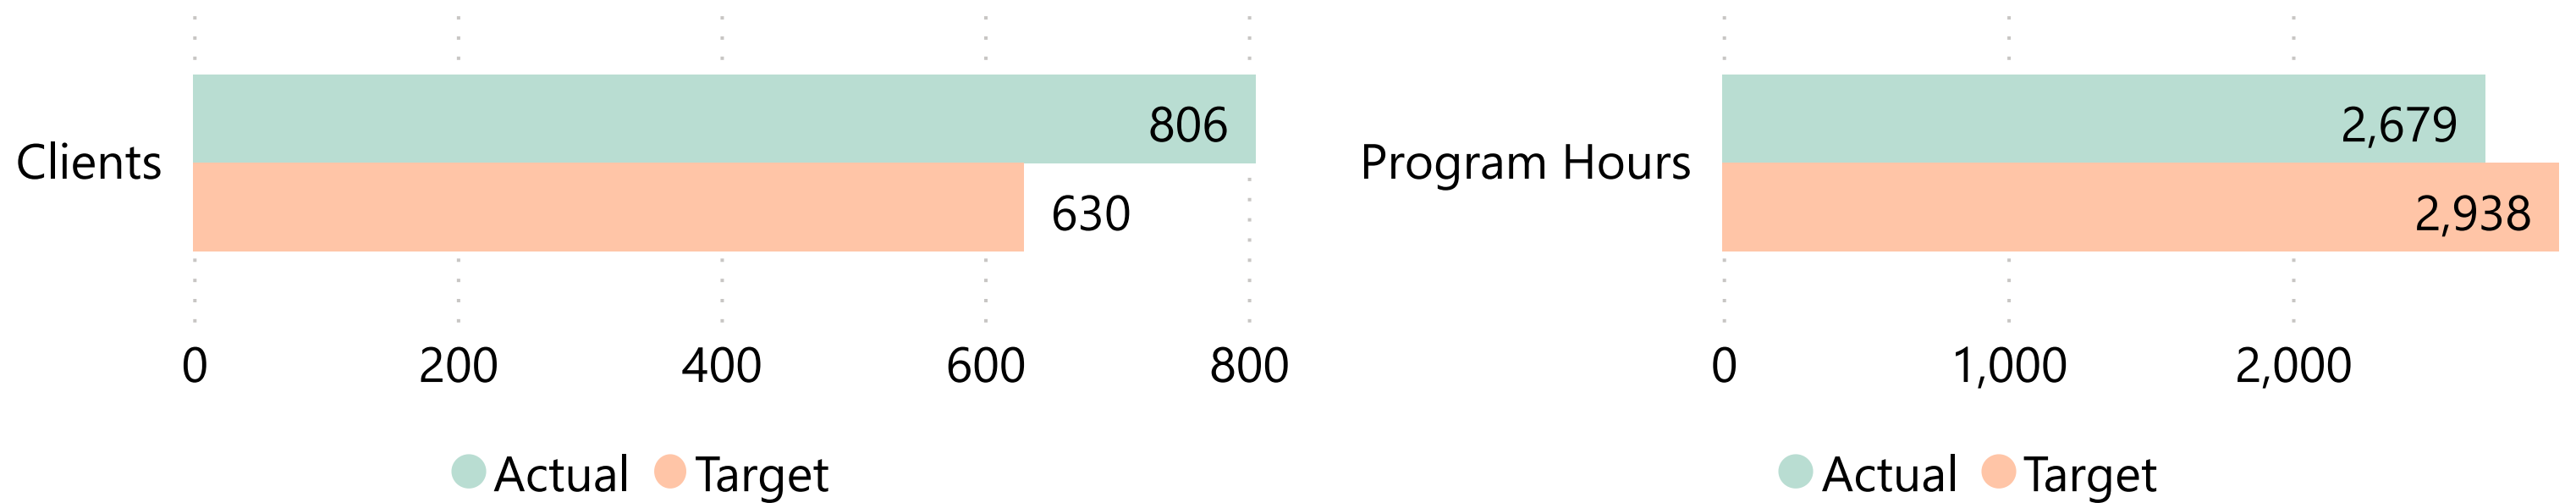 Clients
806
630
0 200 400 600 800
Actual Target
Program Hours
2,679
2,938
0 1,000 2,000
Actual Target